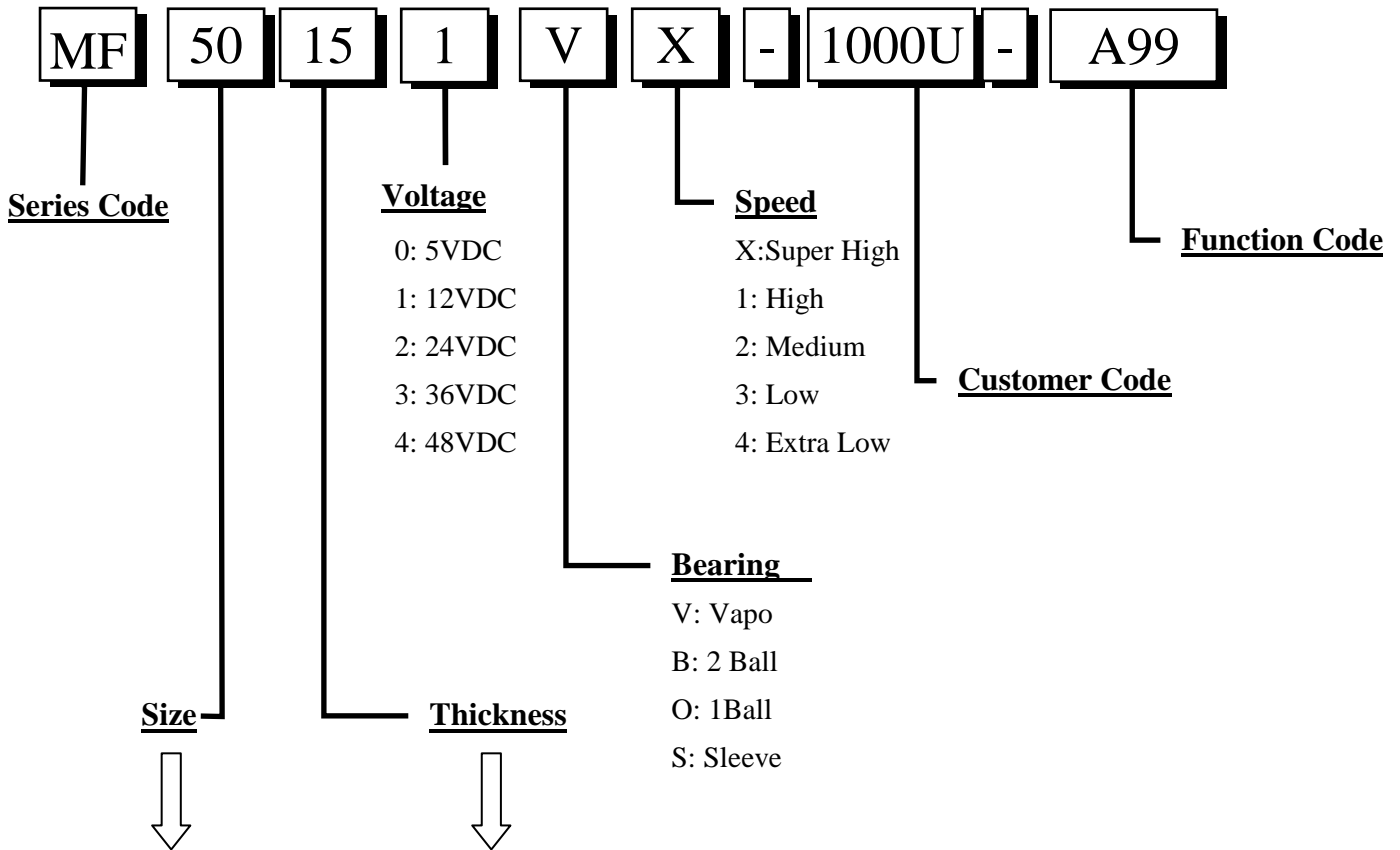 MF 50 15 1 V X - 1000U - A99
Series Code
Voltage
0: 5VDC
1: 12VDC
2: 24VDC
3: 36VDC
4: 48VDC
Speed
X:Super High
1: High
2: Medium
3: Low
4: Extra Low
Function Code
Customer Code
Bearing
V: Vapo
B: 2 Ball
O: 1Ball
S: Sleeve
Size
Thickness